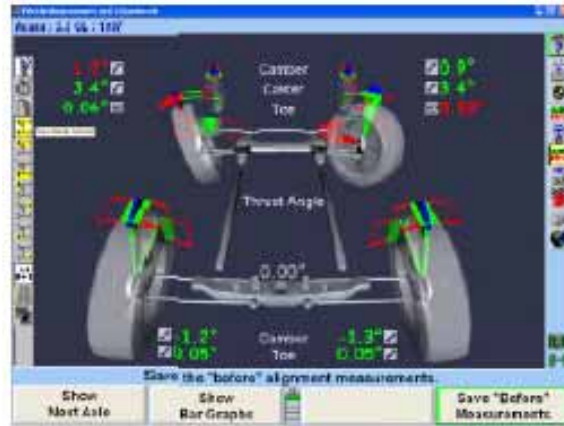 Camber
0.9°
3.4°
Caster
3.4°
0.06°
Toe
Thrust Angle
0.00°
-1.2°
Camber
-1.3°
0.05°
Toe
0.05°
Save the "before" alignment measurements.
Show
Next Axle
Show
Bar Graphs
Save "Before"
Measurements